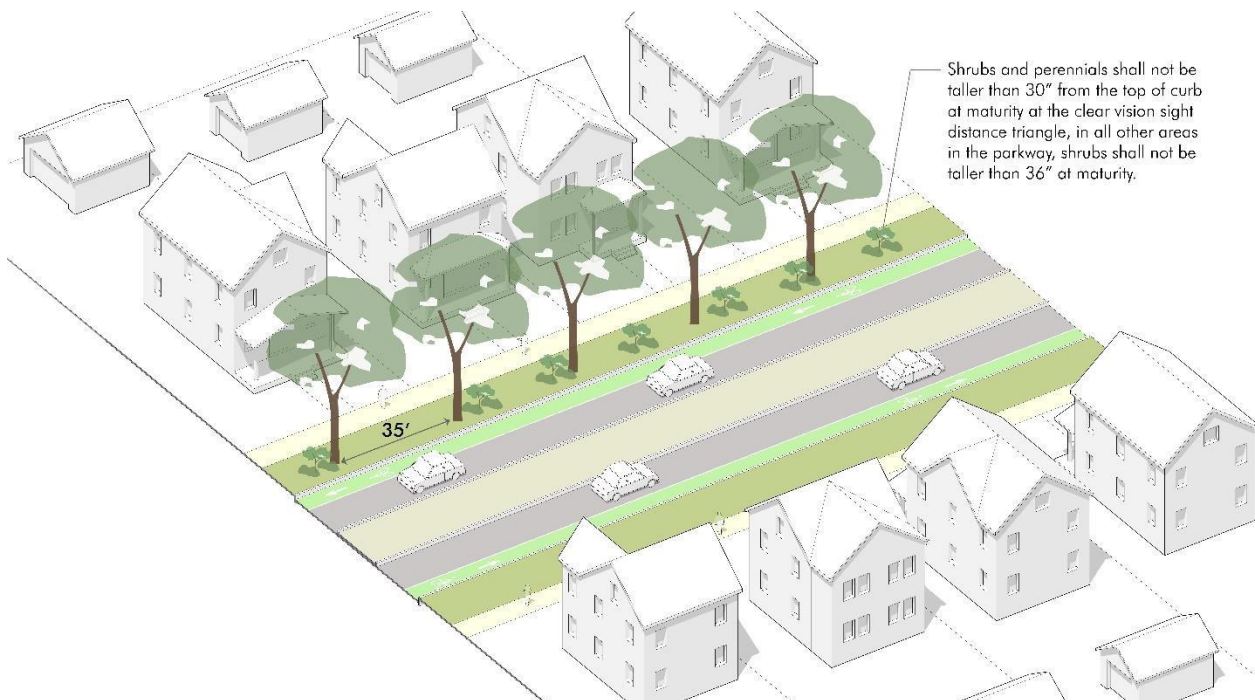 Shrubs and perennials shall not be
taller than 30” from the top of curb
at maturity at the clear vision sight
distance triangle, in all other areas
in the parkway, shrubs shall not be
taller than 36” at maturity.
35’